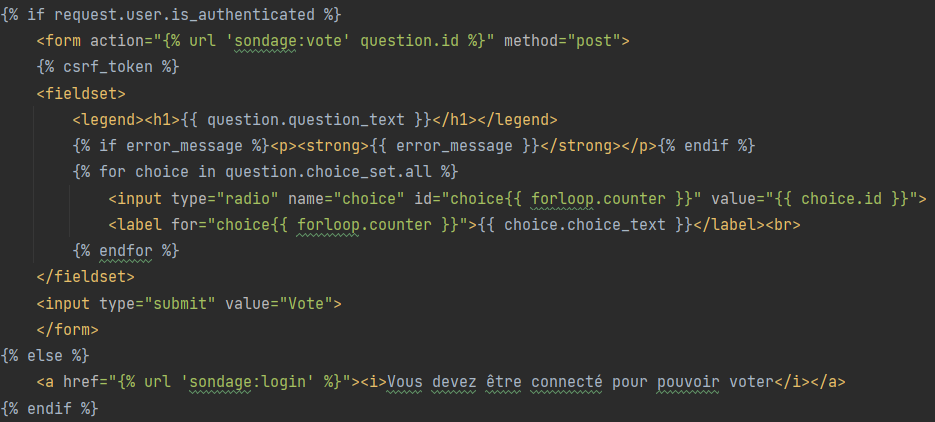 {% if request.user.is_authenticated %}
    <form action="{% url 'sondage:vote' question.id %}" method="post">
    {% csrf_token %}
    <fieldset>
        <legend><h1>{{ question.question_text }}</h1></legend>
        {% if error_message %}<p><strong>{{ error_message }}</strong></p>{% endif %}
        {% for choice in question.choice_set.all %}
            <input type="radio" name="choice" id="choice{{ forloop.counter }}" value="{{ choice.id }}">
            <label for="choice{{ forloop.counter }}">{{ choice.choice_text }}</label><br>
        {% endfor %}
    </fieldset>
    <input type="submit" value="Vote">
    </form>
{% else %}
    <a href="{% url 'sondage:login' %}"><i>Vous devez être connecté pour pouvoir voter</i></a>
{% endif %}